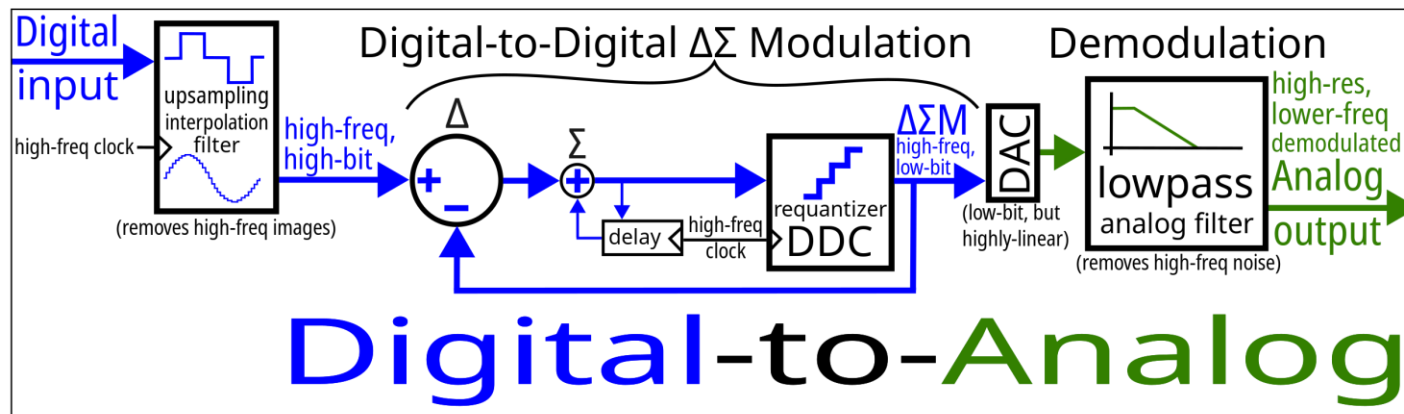 Digital
input
upsampling
interpolation
filter
high-freq clock
(removes high-freq images)
high-freq,
high-bit
Digital-to-Digital ΔΣ Modulation
Δ
+
−
Σ
+
delay
high-freq
clock
requantizer
DDC
ΔΣM
high-freq,
low-bit
DAC
(low-bit, but
highly-linear)
Demodulation
lowpass
analog filter
(removes high-freq noise)
high-res,
lower-freq
demodulated
Analog
output
Digital-to-Analog